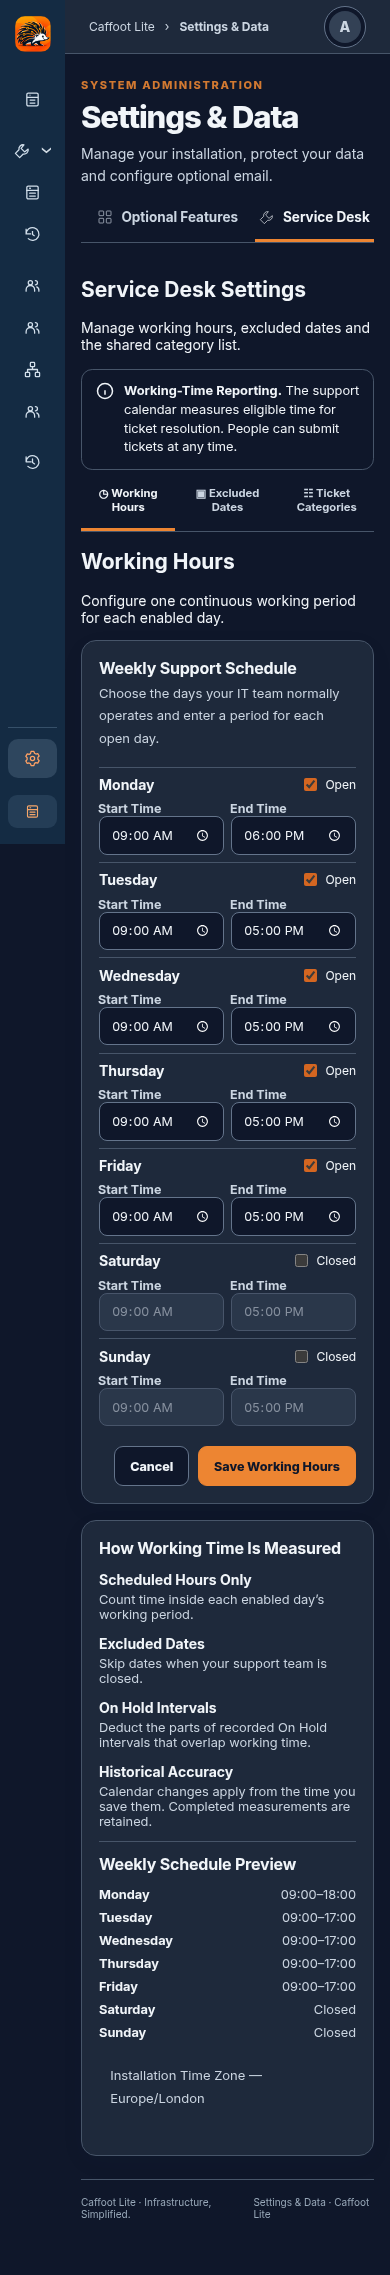 Caffoot Lite › Settings & Data A
SYSTEM ADMINISTRATION
Settings & Data
Manage your installation, protect your data
and configure optional email.
Optional Features Service Desk
Service Desk Settings
Manage working hours, excluded dates and
the shared category list.
Working-Time Reporting. The support
calendar measures eligible time for
ticket resolution. People can submit
tickets at any time.
Working Excluded Ticket
Hours Dates Categories
Working Hours
Configure one continuous working period
for each enabled day.
Weekly Support Schedule
Choose the days your IT team normally
operates and enter a period for each
open day.
Monday Open
Start Time End Time
09:00 AM 06:00 PM
Tuesday Open
Start Time End Time
09:00 AM 05:00 PM
Wednesday Open
Start Time End Time
09:00 AM 05:00 PM
Thursday Open
Start Time End Time
09:00 AM 05:00 PM
Friday Open
Start Time End Time
09:00 AM 05:00 PM
Saturday Closed
Start Time End Time
09:00 AM 05:00 PM
Sunday Closed
Start Time End Time
09:00 AM 05:00 PM
Cancel Save Working Hours
How Working Time Is Measured
Scheduled Hours Only
Count time inside each enabled day’s
working period.
Excluded Dates
Skip dates when your support team is
closed.
On Hold Intervals
Deduct the parts of recorded On Hold
intervals that overlap working time.
Historical Accuracy
Calendar changes apply from the time you
save them. Completed measurements are
retained.
Weekly Schedule Preview
Monday 09:00–18:00
Tuesday 09:00–17:00
Wednesday 09:00–17:00
Thursday 09:00–17:00
Friday 09:00–17:00
Saturday Closed
Sunday Closed
Installation Time Zone —
Europe/London
Caffoot Lite · Infrastructure, Settings & Data · Caffoot
Simplified. Lite